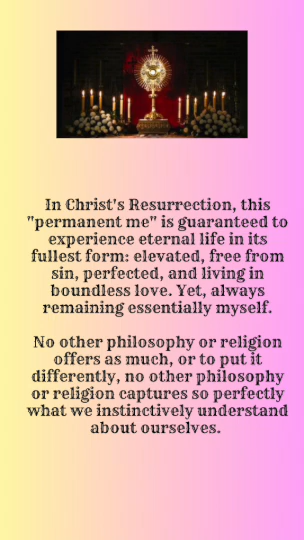 In Christ's Resurrection, this
"permanent me" is guaranteed to
experience eternal life in its
fullest form: elevated, free from
sin, perfected, and living in
boundless love. Yet, always
remaining essentially myself.
No other philosophy or religion
offers as much, or to put it
differently, no other philosophy
or religion captures so perfectly
what we instinctively understand
about ourselves.